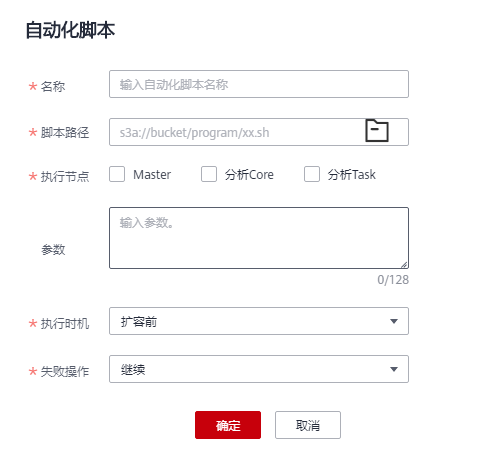 自动化脚本
* 名称 输入自动化脚本名称
* 脚本路径 s3a://bucket/program/xx.sh
* 执行节点 Master 分析Core 分析Task
参数 输入参数。
0/128
* 执行时机 扩容前
* 失败操作 继续
确定 取消